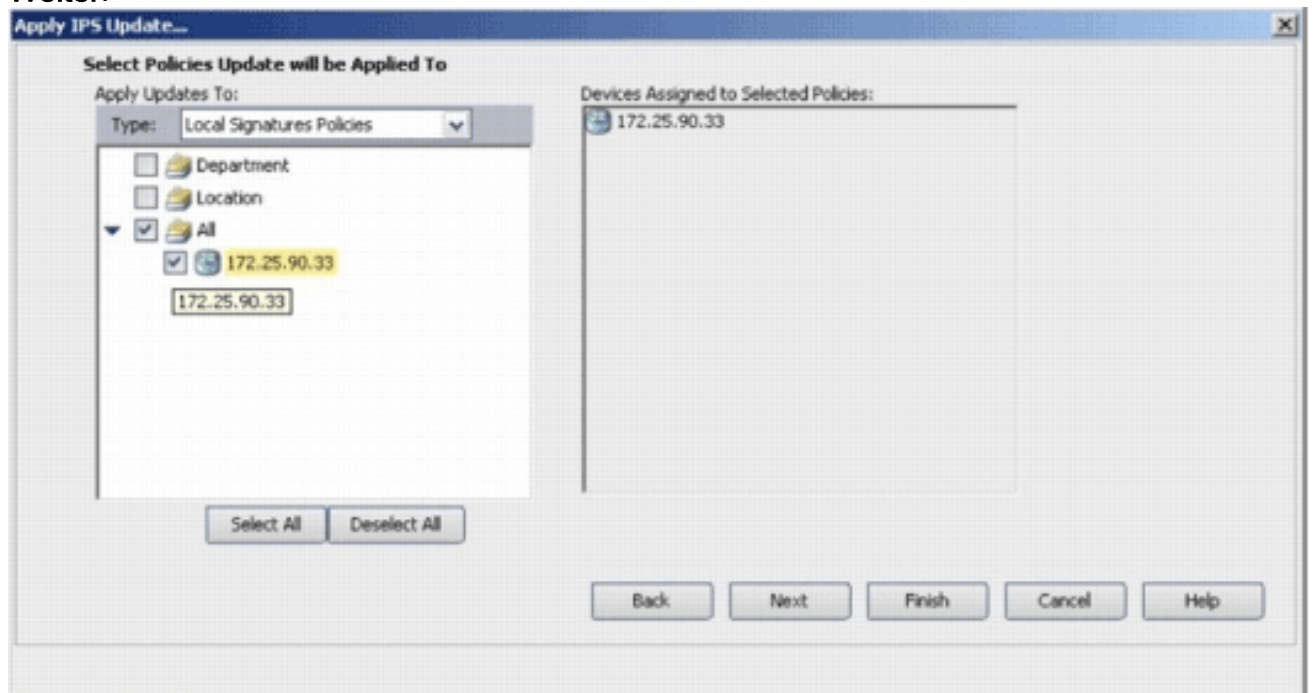 Weiter.
Apply IPS Update...
Select Policies Update will be Applied To
Apply Updates To:
Type: Local Signatures Policies
Department
Location
All
172.25.90.33
172.25.90.33
Select All Deselect All
Devices Assigned to Selected Policies:
172.25.90.33
Back Next Finish Cancel Help